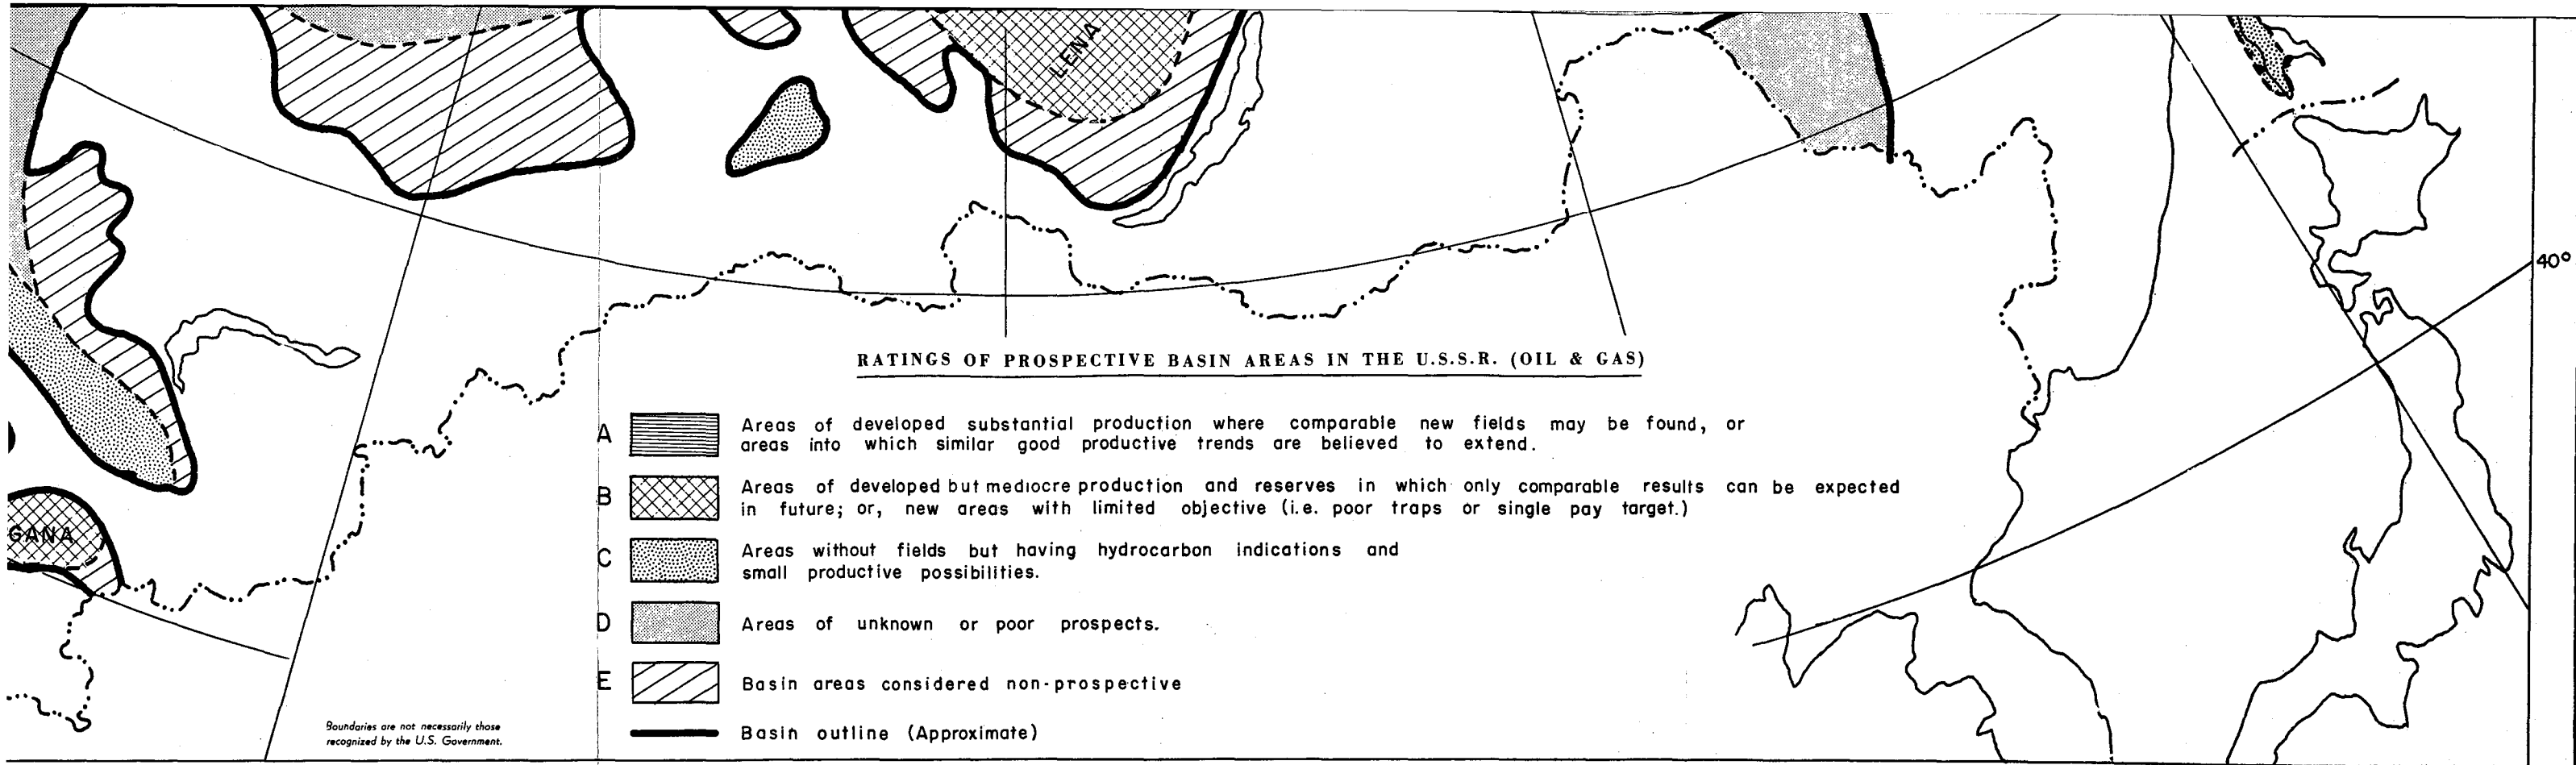 LENA
40°
RATINGS OF PROSPECTIVE BASIN AREAS IN THE U.S.S.R. (OIL & GAS)
A Areas of developed substantial production where comparable new fields may be found, or
areas into which similar good productive trends are believed to extend.
B Areas of developed but mediocre production and reserves in which only comparable results can be expected
in future; or, new areas with limited objective (i.e. poor traps or single pay target.)
GANA
C Areas without fields but having hydrocarbon indications and
small productive possibilities.
D Areas of unknown or poor prospects.
E Basin areas considered non-prospective
Basin outline (Approximate)
Boundaries are not necessarily those
recognized by the U.S. Government.